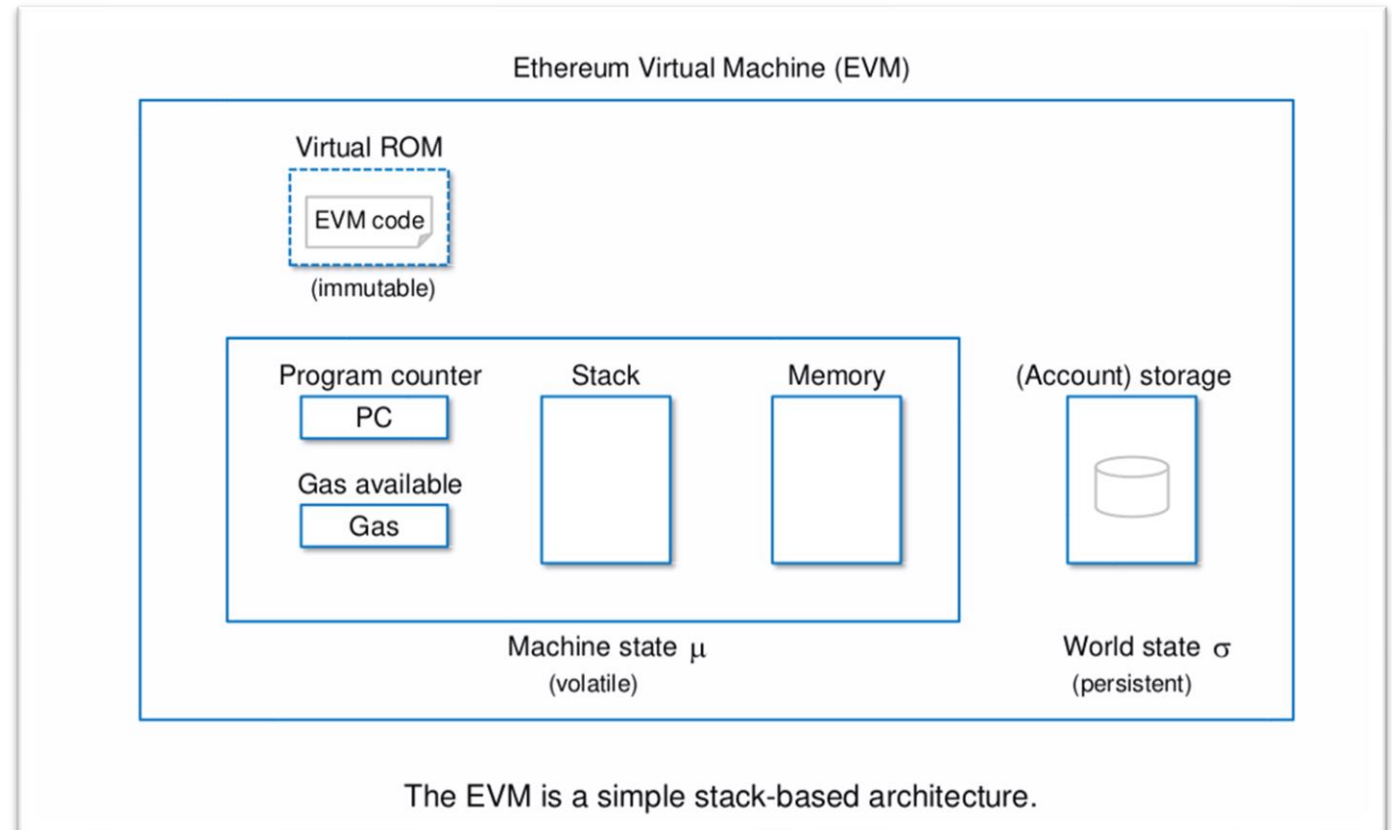 Ethereum Virtual Machine (EVM)
Virtual ROM
EVM code
(immutable)
Program counter
PC
Gas available
Gas
Stack
Memory
(Account) storage
Machine state μ
(volatile)
World state σ
(persistent)
The EVM is a simple stack-based architecture.